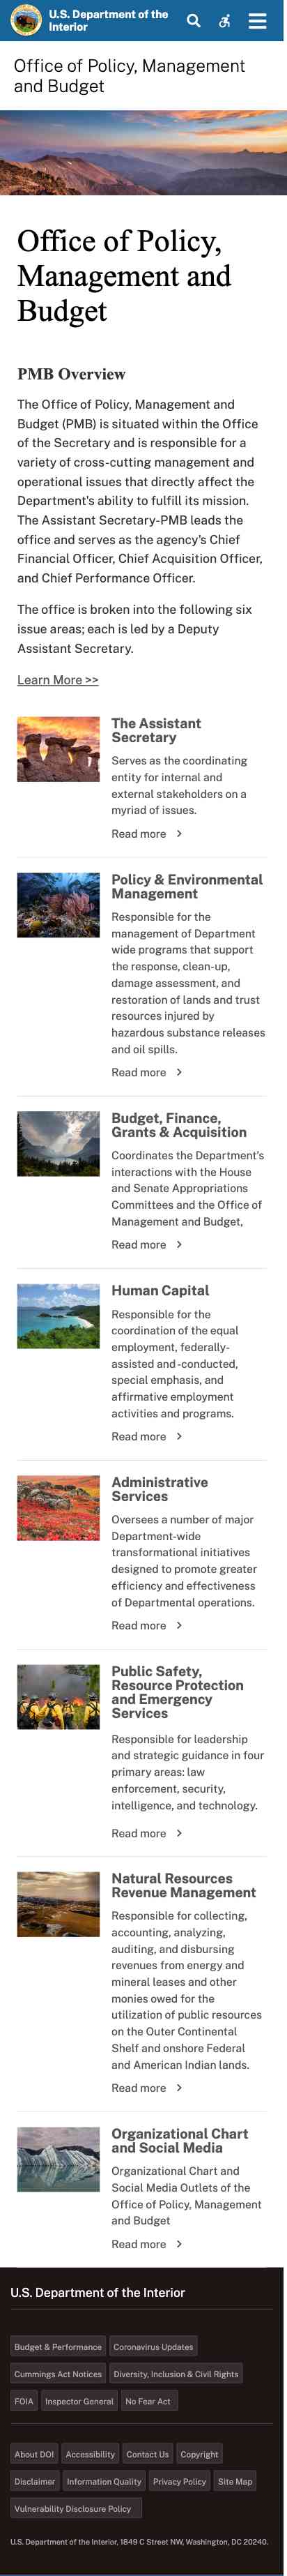 U.S. Department of the
Interior
Office of Policy, Management
and Budget
Office of Policy,
Management and
Budget
PMB Overview
The Office of Policy, Management and
Budget (PMB) is situated within the Office
of the Secretary and is responsible for a
variety of cross-cutting management and
operational issues that directly affect the
Department's ability to fulfill its mission.
The Assistant Secretary-PMB leads the
office and serves as the agency's Chief
Financial Officer, Chief Acquisition Officer,
and Chief Performance Officer.
The office is broken into the following six
issue areas; each is led by a Deputy
Assistant Secretary.
Learn More >>
The Assistant
Secretary
Serves as the coordinating
entity for internal and
external stakeholders on a
myriad of issues.
Read more
Policy & Environmental
Management
Responsible for the
management of Department
wide programs that support
the response, clean-up,
damage assessment, and
restoration of lands and trust
resources injured by
hazardous substance releases
and oil spills.
Read more
Budget, Finance,
Grants & Acquisition
Coordinates the Department's
interactions with the House
and Senate Appropriations
Committees and the Office of
Management and Budget,
Read more
Human Capital
Responsible for the
coordination of the equal
employment, federally-
assisted and-conducted,
special emphasis, and
affirmative employment
activities and programs.
Read more
Administrative
Services
Oversees a number of major
Department-wide
transformational initiatives
designed to promote greater
efficiency and effectiveness
of Departmental operations.
Read more
Public Safety,
Resource Protection
and Emergency
Services
Responsible for leadership
and strategic guidance in four
primary areas: law
enforcement, security,
intelligence, and technology.
Read more
Natural Resources
Revenue Management
Responsible for collecting,
accounting, analyzing,
auditing, and disbursing
revenues from energy and
mineral leases and other
monies owed for the
utilization of public resources
on the Outer Continental
Shelf and onshore Federal
and American Indian lands.
Read more
Organizational Chart
and Social Media
Organizational Chart and
Social Media Outlets of the
Office of Policy, Management
and Budget
Read more
U.S. Department of the Interior
Budget & Performance Coronavirus Updates
Cummings Act Notices Diversity, Inclusion & Civil Rights
FOIA Inspector General No Fear Act
About DOI Accessibility Contact Us Copyright
Disclaimer Information Quality Privacy Policy Site Map
Vulnerability Disclosure Policy
U.S. Department of the Interior, 1849 C Street NW, Washington, DC 20240.